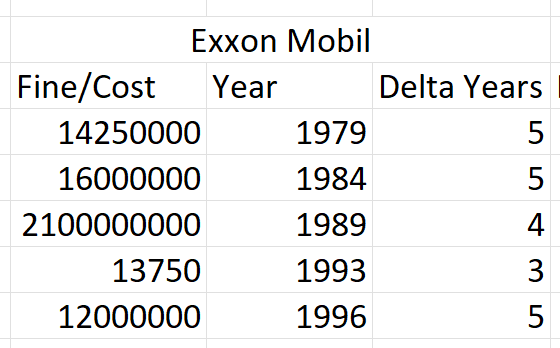 Exxon Mobil
Fine/Cost Year Delta Years
14250000 1979 5
16000000 1984 5
2100000000 1989 4
13750 1993 3
12000000 1996 5